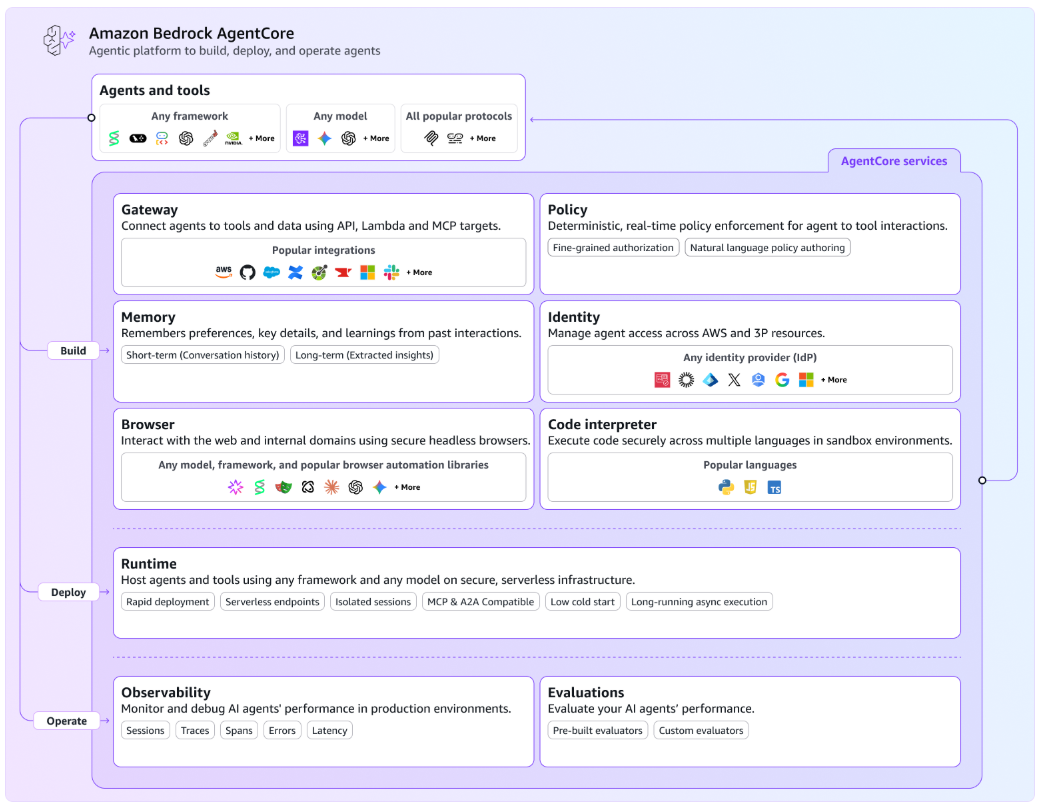 Amazon Bedrock AgentCore
Agentic platform to build, deploy, and operate agents
Agents and tools
Any framework
NVIDIA
+ More
Any model
+ More
All popular protocols
+ More
AgentCore services
Build
Gateway
Connect agents to tools and data using API, Lambda and MCP targets.
Popular integrations
aws
+ More
Policy
Deterministic, real-time policy enforcement for agent to tool interactions.
Fine-grained authorization
Natural language policy authoring
Memory
Remembers preferences, key details, and learnings from past interactions.
Short-term (Conversation history)
Long-term (Extracted insights)
Identity
Manage agent access across AWS and 3P resources.
Any identity provider (IdP)
+ More
Browser
Interact with the web and internal domains using secure headless browsers.
Any model, framework, and popular browser automation libraries
+ More
Code interpreter
Execute code securely across multiple languages in sandbox environments.
Popular languages
JS
TS
Deploy
Runtime
Host agents and tools using any framework and any model on secure, serverless infrastructure.
Rapid deployment
Serverless endpoints
Isolated sessions
MCP & A2A Compatible
Low cold start
Long-running async execution
Operate
Observability
Monitor and debug AI agents' performance in production environments.
Sessions
Traces
Spans
Errors
Latency
Evaluations
Evaluate your AI agents’ performance.
Pre-built evaluators
Custom evaluators